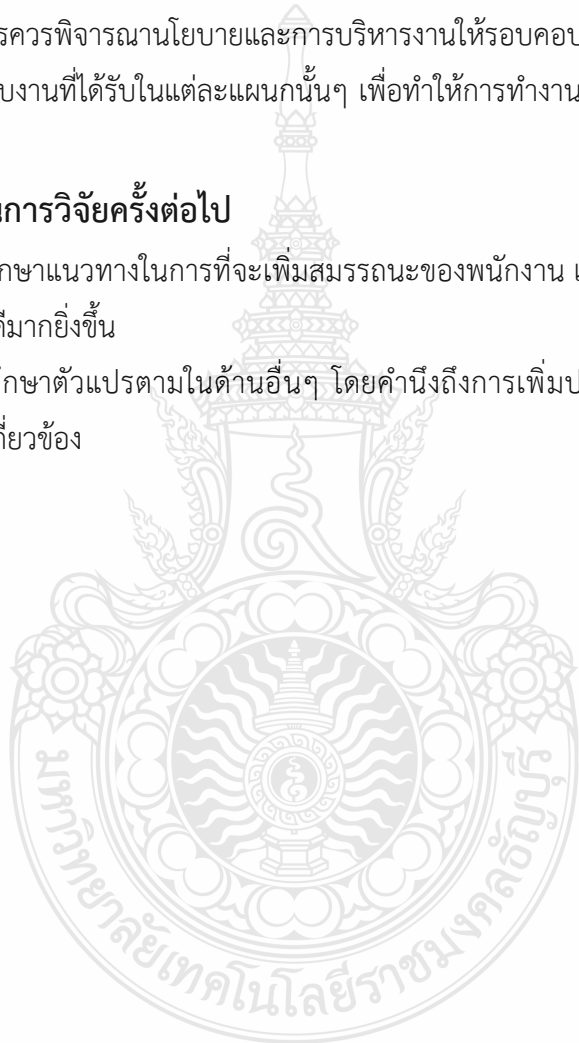 รควรพิจารณานโยบายและการบริหารงานให้รอบคอบ
บงานที่ได้รับในแต่ละแผนกนั้นๆ เพื่อทำให้การทำงาน
นการวิจัยครั้งต่อไป
กษาแนวทางในการที่จะเพิ่มสมรรถนะของพนักงาน
ดีมากยิ่งขึ้น
ศึกษาตัวแปรตามในด้านอื่นๆ โดยคำนึงถึงการเพิ่มป
กี่ยวข้อง
มหาวิทยาลัยเทคโนโลยีราชมงคลธัญบุรี